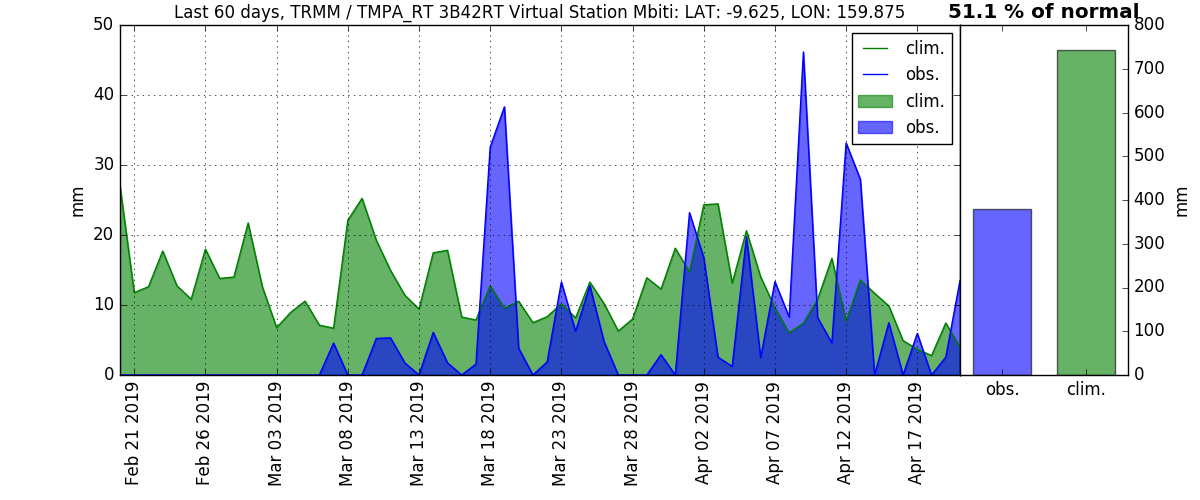 Last 60 days, TRMM / TMPA_RT 3B42RT Virtual Station Mbiti: LAT: -9.625, LON: 159.875
51.1 % of normal
50
40
30
20
10
0
mm
clim.
obs.
clim.
obs.
800
700
600
500
400
300
200
100
0
mm
obs.
clim.
Feb 21 2019
Feb 26 2019
Mar 03 2019
Mar 08 2019
Mar 13 2019
Mar 18 2019
Mar 23 2019
Mar 28 2019
Apr 02 2019
Apr 07 2019
Apr 12 2019
Apr 17 2019